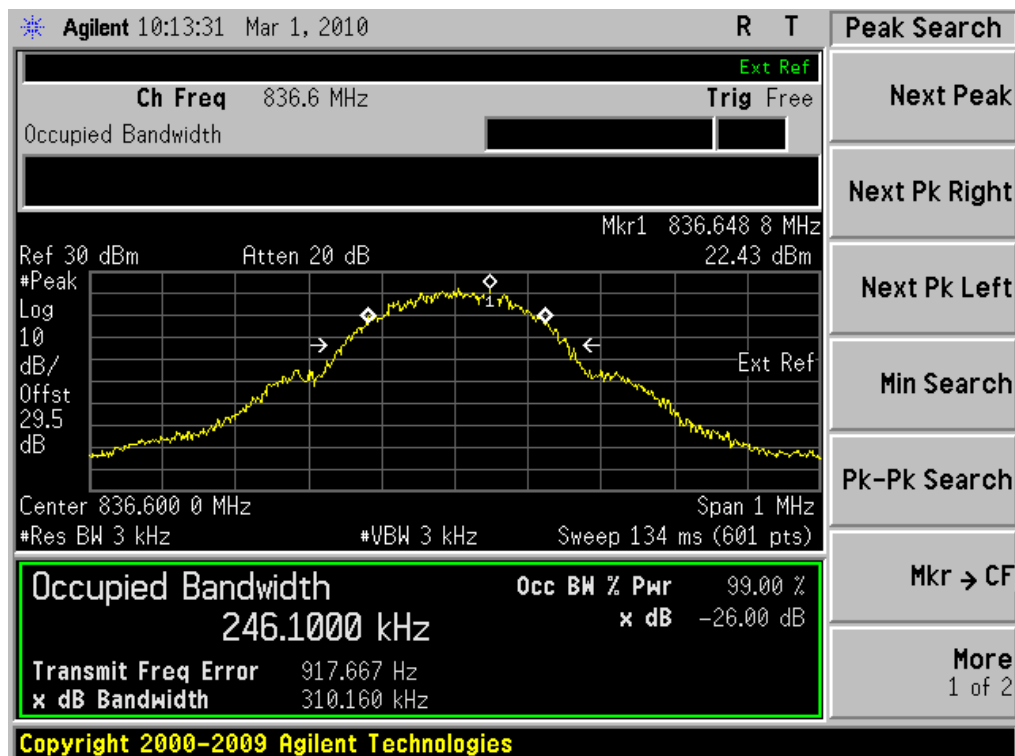 Agilent 10:13:31 Mar 1, 2010 R T
Peak Search
Ext Ref
Ch Freq 836.6 MHz Trig Free
Occupied Bandwidth
Mkr1 836.648 8 MHz
Ref 30 dBm Atten 20 dB 22.43 dBm
#Peak
Log
10
dB/
Offst
29.5
dB
1
Ext Ref
Center 836.600 0 MHz Span 1 MHz
#Res BW 3 kHz #VBW 3 kHz Sweep 134 ms (601 pts)
Occupied Bandwidth
246.1000 kHz
Occ BW % Pwr 99.00 %
x dB -26.00 dB
Transmit Freq Error 917.667 Hz
x dB Bandwidth 310.160 kHz
Next Peak
Next Pk Right
Next Pk Left
Min Search
Pk-Pk Search
Mkr → CF
More
1 of 2
Copyright 2000-2009 Agilent Technologies